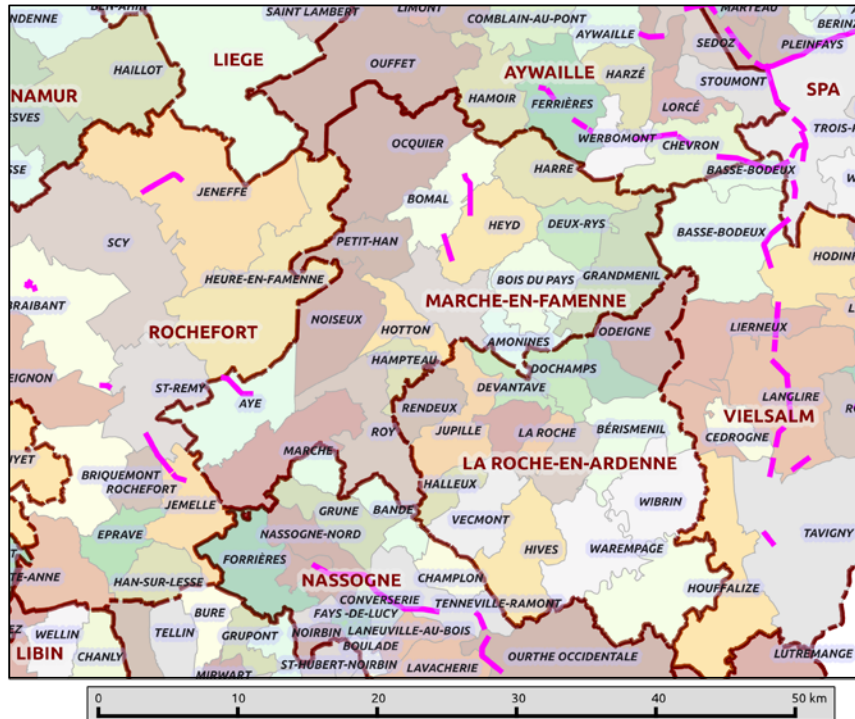 SAINT LAMBERT
LIMONT
MARTEAU
COMBLAIN-AU-PONT
AYWAILLE
SEDOZ
PLEINFAYS
HAILLOT
LIEGE
OUFFET
AYWAILLE
HARZÉ
STOUMONT
SPA
NAMUR
HAMOIR
FERRIÈRES
LORCÉ
OCQUIER
WERBOMONT
CHEVRON
HARRE
BASSE-BODEUX
JENEFFE
BOMAL
HEYD
DEUX-RYS
BASSE-BODEUX
SCY
PETIT-HAN
HEURE-EN-FAMENNE
BOIS DU PAYS
GRANDMENIL
BRAIBANT
MARCHE-EN-FAMENNE
NOISEUX
ROCHEFORT
HOTTON
ODEIGNE
LIERNEUX
AMONINES
HAMPTEAU
DOCHAMPS
ST-REMY
DEVANTAVE
LANGLIRE
AYE
RENDEUX
VIELSALM
JUPILLE
LA ROCHE
BÉRISMENIL
CEDROGNE
ROY
MARCHE
LA ROCHE-EN-ARDENNE
BRIQUEMONT
ROCHEFORT
HALLEUX
WIBRIN
JEMELLE
GRUNE
BANDE
VECMONT
EPRAVE
NASSOGNE-NORD
TAVIGNY
FORRIÈRES
HIVES
WAREMPAGE
HAN-SUR-LESSE
NASSOGNE
CHAMPLON
HOUFFALIZE
CONVERSERIE
TENNEVILLE-RAMONT
BURE
FAYS-DE-LUCY
WELLIN
TELLIN
GRUPONT
NOIRBIN
LANEUVILLE-AU-BOIS
LIBIN
CHANLY
BOULADE
OURTHE OCCIDENTALE
LUTREMANGE
MIRWART
ST-HUBERT-NOIRBIN
LAVACHERIE
0 10 20 30 40 50 km